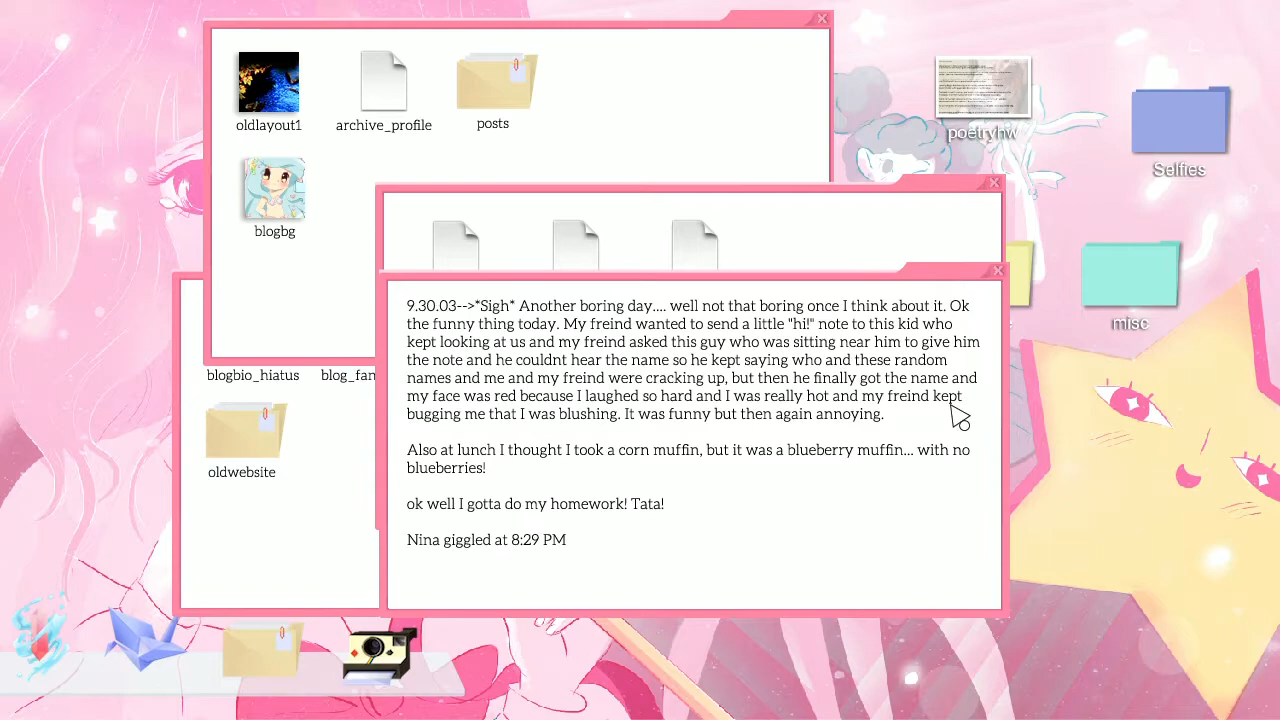 oldlayout1
archive_profile
posts
blogbg
poetryhw
Selfies
misc
blogbio_hiatus
blog_fan
oldwebsite
9.30.03-->*Sigh* Another boring day.... well not that boring once I think about it. Ok
the funny thing today. My freind wanted to send a little "hi!" note to this kid who
kept looking at us and my freind asked this guy who was sitting near him to give him
the note and he couldnt hear the name so he kept saying who and these random
names and me and my freind were cracking up, but then he finally got the name and
my face was red because I laughed so hard and I was really hot and my freind kept
bugging me that I was blushing. It was funny but then again annoying.
Also at lunch I thought I took a corn muffin, but it was a blueberry muffin... with no
blueberries!
ok well I gotta do my homework! Tata!
Nina giggled at 8:29 PM